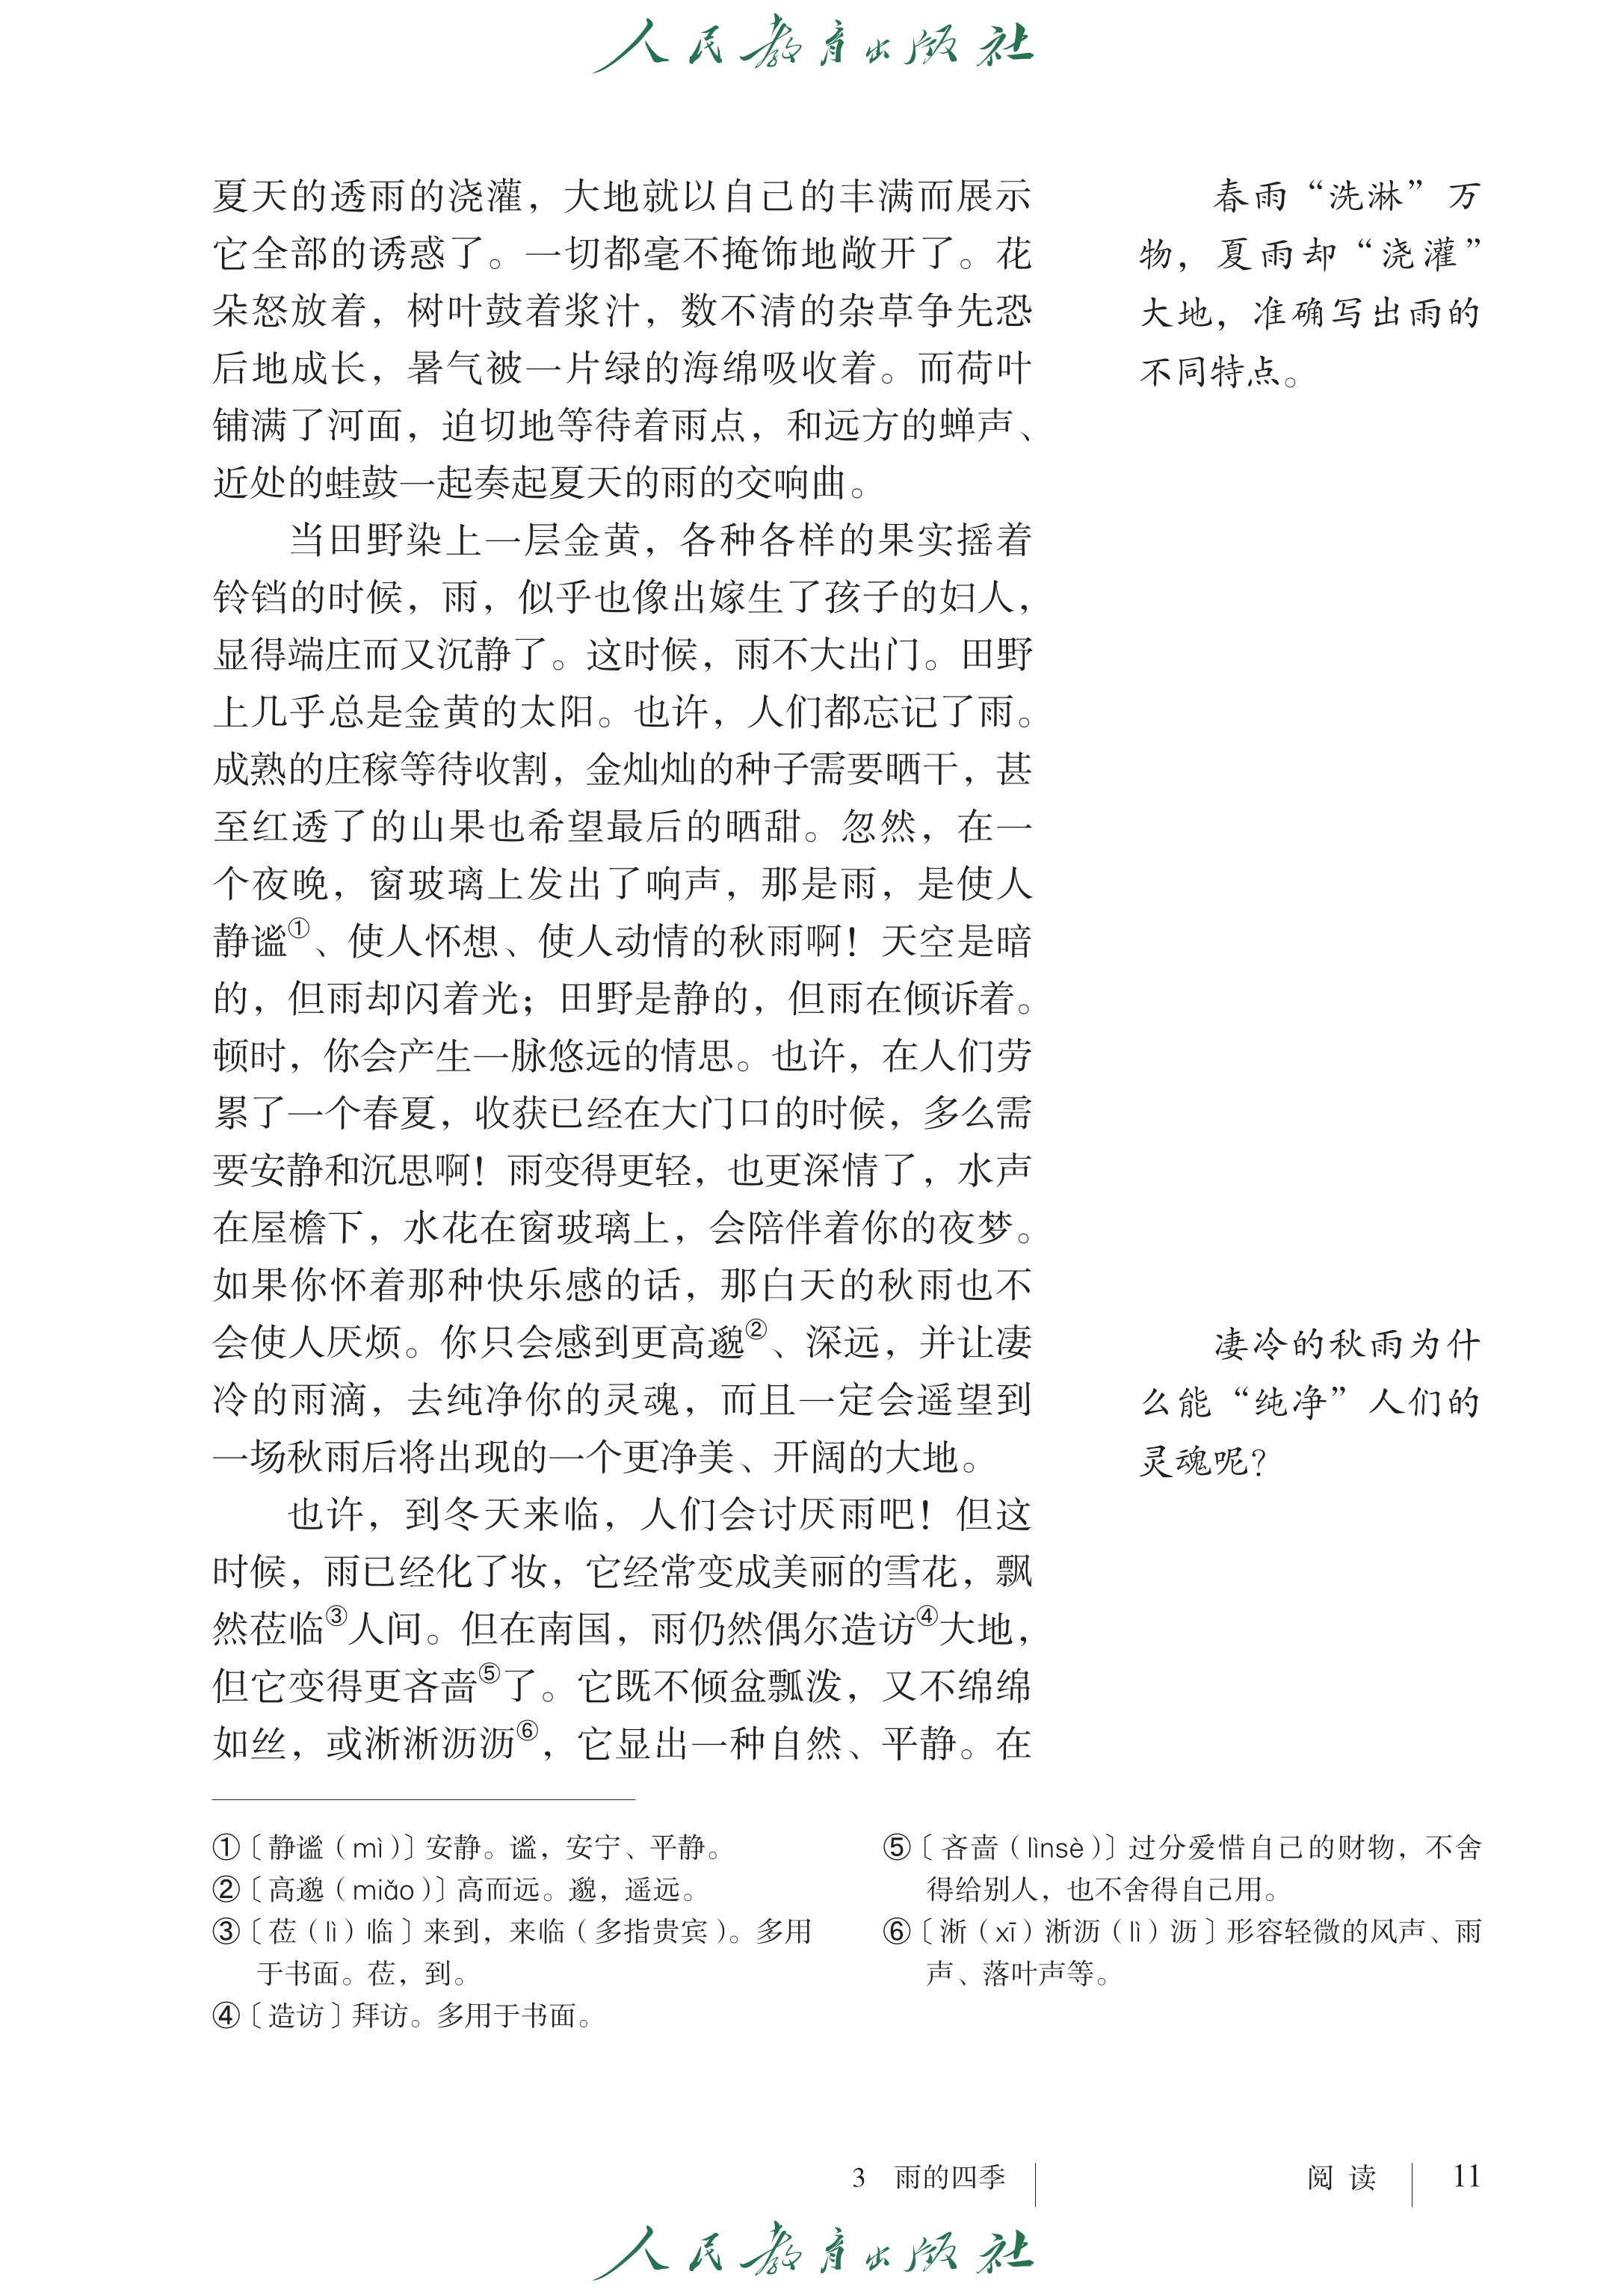 人民教育出版社
夏天的透雨的浇灌，大地就以自己的丰满而展示
它全部的诱惑了。一切都毫不掩饰地敞开了。花
朵怒放着，树叶鼓着浆汁，数不清的杂草争先恐
后地成长，暑气被一片绿的海绵吸收着。而荷叶
铺满了河面，迫切地等待着雨点，和远方的蝉声、
近处的蛙鼓一起奏起夏天的雨的交响曲。
当田野染上一层金黄，各种各样的果实摇着
铃铛的时候，雨，似乎也像出嫁生了孩子的妇人，
显得端庄而又沉静了。这时候，雨不大出门。田野
上几乎总是金黄的太阳。也许，人们都忘记了雨。
成熟的庄稼等待收割，金灿灿的种子需要晒干，甚
至红透了的山果也希望最后的晒甜。忽然，在一
个夜晚，窗玻璃上发出了响声，那是雨，是使人
静谧①、使人怀想、使人动情的秋雨啊！天空是暗
的，但雨却闪着光；田野是静的，但雨在倾诉着。
顿时，你会产生一脉悠远的情思。也许，在人们劳
累了一个春夏，收获已经在大门口的时候，多么需
要安静和沉思啊！雨变得更轻，也更深情了，水声
在屋檐下，水花在窗玻璃上，会陪伴着你的夜梦。
如果你怀着那种快乐感的话，那白天的秋雨也不
会使人厌烦。你只会感到更高邈②、深远，并让凄
冷的雨滴，去纯净你的灵魂，而且一定会遥望到
一场秋雨后将出现的一个更净美、开阔的大地。
也许，到冬天来临，人们会讨厌雨吧！但这
时候，雨已经化了妆，它经常变成美丽的雪花，飘
然莅临③人间。但在南国，雨仍然偶尔造访④大地，
但它变得更吝啬⑤了。它既不倾盆瓢泼，又不绵绵
如丝，或淅淅沥沥⑥，它显出一种自然、平静。在
春雨“洗淋”万
物，夏雨却“浇灌”
大地，准确写出雨的
不同特点。
凄冷的秋雨为什
么能“纯净”人们的
灵魂呢？
①〔静谧（mì）〕安静。谧，安宁、平静。
②〔高邈（miǎo）〕高而远。邈，遥远。
③〔莅（lì）临〕来到，来临（多指贵宾）。多用
于书面。莅，到。
④〔造访〕拜访。多用于书面。
⑤〔吝啬（lìnsè）〕过分爱惜自己的财物，不舍
得给别人，也不舍得自己用。
⑥〔淅（xī）淅沥（lì）沥〕形容轻微的风声、雨
声、落叶声等。
3 雨的四季 阅读 11
人民教育出版社